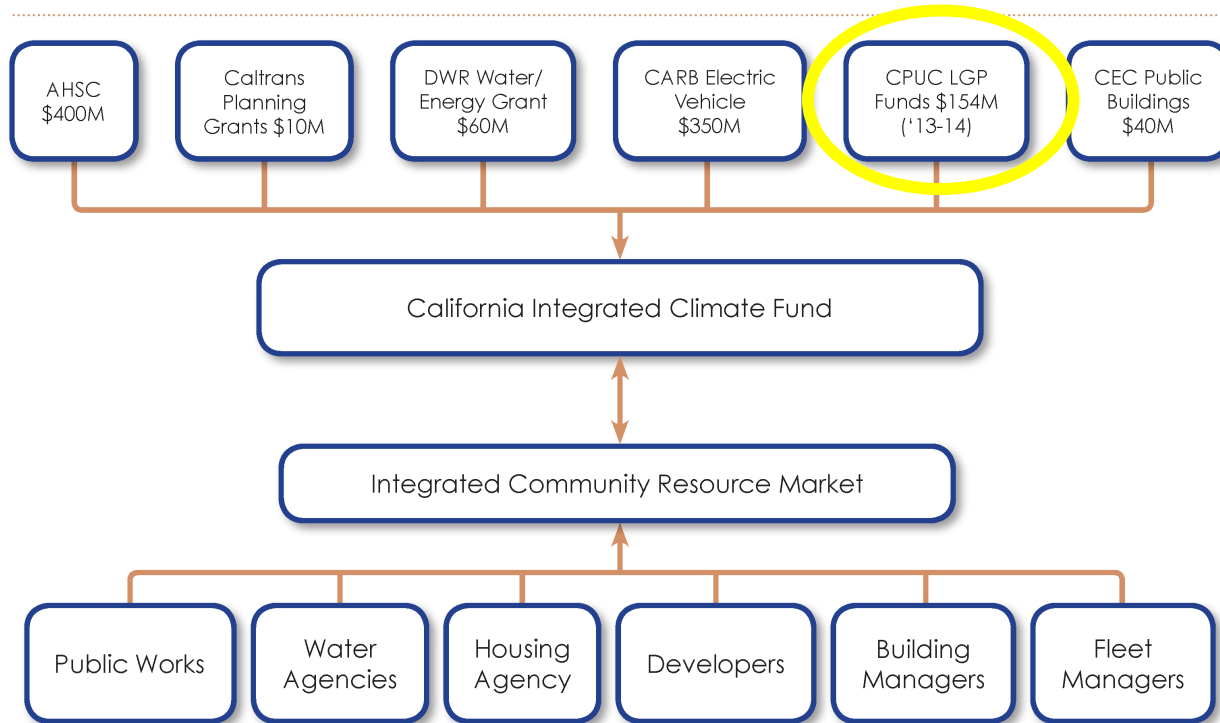 AHSC
$400M
Caltrans
Planning
Grants $10M
DWR Water/
Energy Grant
$60M
CARB Electric
Vehicle
$350M
CPUC LGP
Funds $154M
(‘13-14)
CEC Public
Buildings
$40M
California Integrated Climate Fund
Integrated Community Resource Market
Public Works
Water
Agencies
Housing
Agency
Developers
Building
Managers
Fleet
Managers